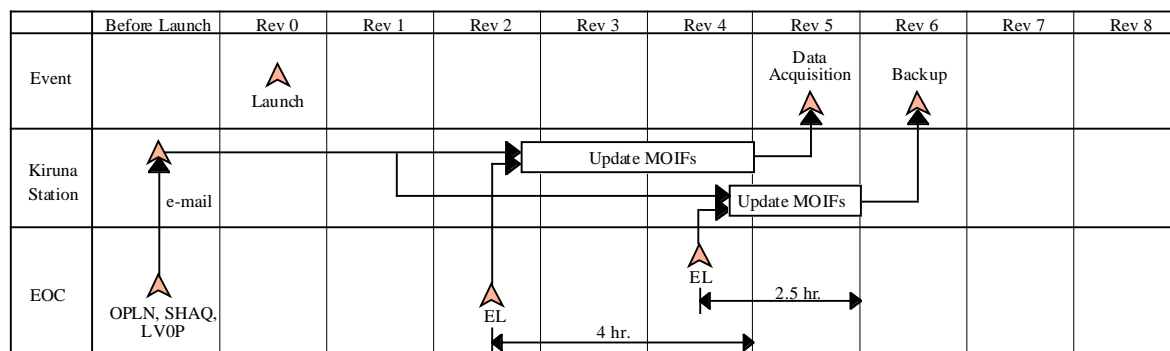 Before Launch Rev 0 Rev 1 Rev 2 Rev 3 Rev 4 Rev 5 Rev 6 Rev 7 Rev 8
Event
Launch
Data
Acquisition
Backup
Kiruna
Station
e-mail
Update MOIFs
Update MOIFs
EOC
OPLN, SHAQ,
LV0P
EL
4 hr.
EL
2.5 hr.